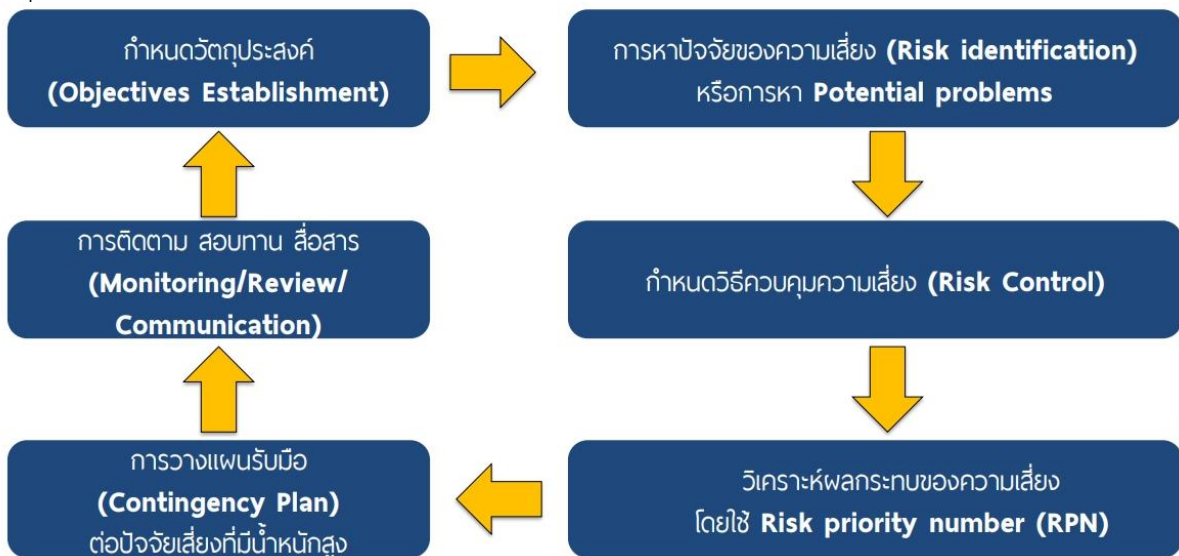 กำหนดวัตถุประสงค์
(Objectives Establishment)
การหาปัจจัยของความเสี่ยง (Risk identification)
หรือการหา Potential problems
กำหนดวิธีควบคุมความเสี่ยง (Risk Control)
วิเคราะห์ผลกระทบของความเสี่ยง
โดยใช้ Risk priority number (RPN)
การวางแผนรับมือ
(Contingency Plan)
ต่อปัจจัยเสี่ยงที่มีน้ำหนักสูง
การติดตาม สอบทาน สื่อสาร
(Monitoring/Review/
Communication)